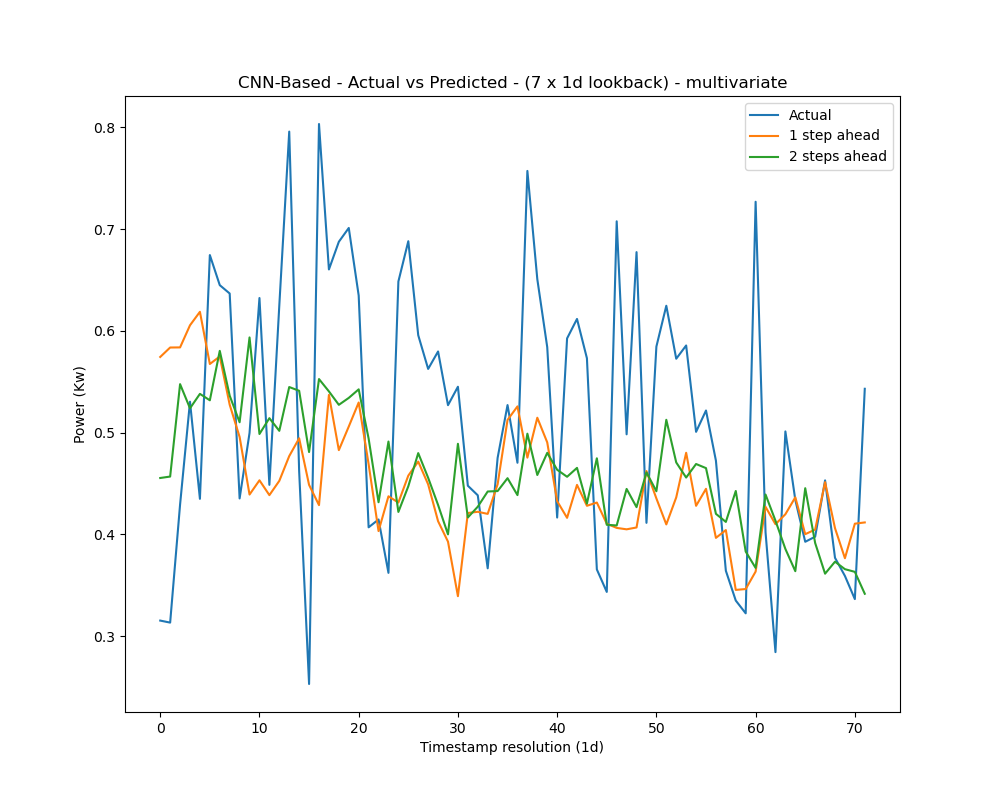 CNN-Based - Actual vs Predicted - (7 x 1d lookback) - multivariate
Actual
1 step ahead
2 steps ahead
0.8
0.7
0.6
0.5
0.4
0.3
Power (Kw)
0 10 20 30 40 50 60 70
Timestamp resolution (1d)